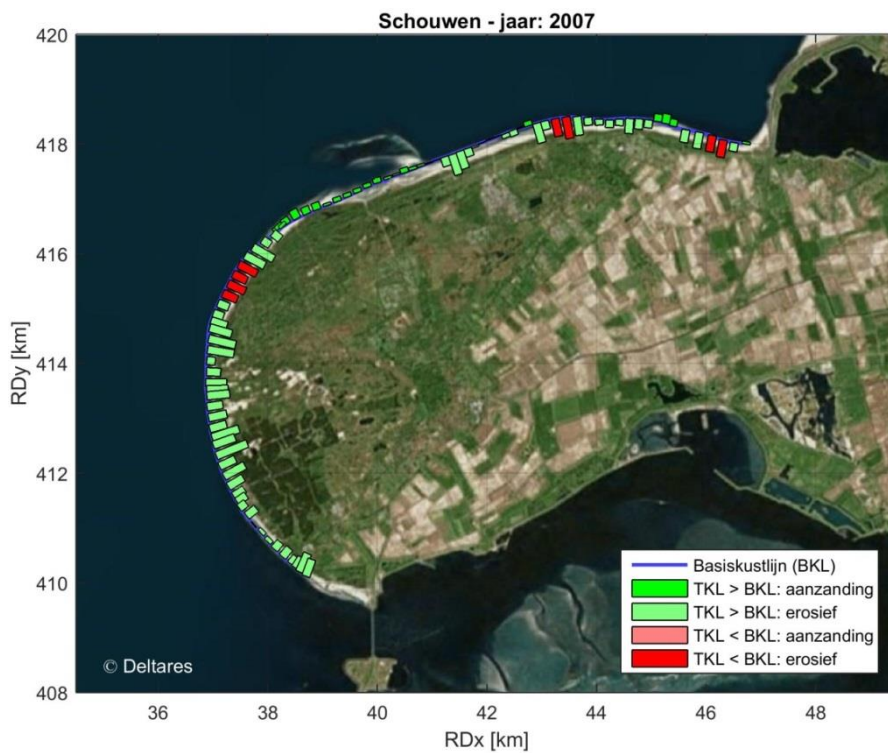 Schouwen - jaar: 2007
420
418
416
414
412
410
408
RDy [km]
36
38
40
42
44
46
48
RDx [km]
Basiskustlijn (BKL)
TKL > BKL: aanzanding
TKL > BKL: erosief
TKL < BKL: aanzanding
TKL < BKL: erosief
© Deltares